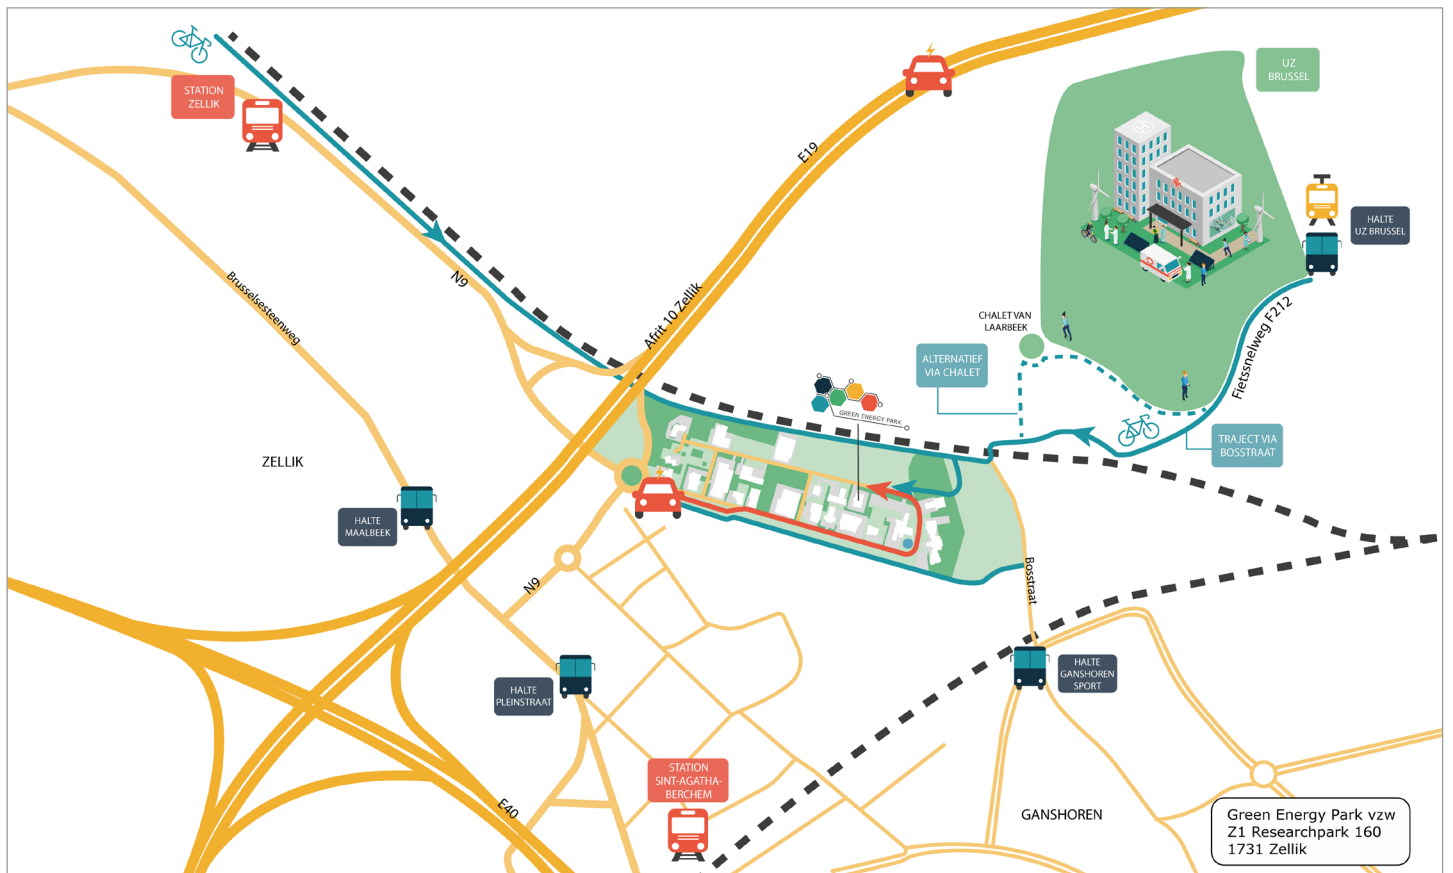 STATION
ZELLIK
UZ
BRUSSEL
E19
HALTE
UZ BRUSSEL
N9
Brusselsesteenweg
Afrit 10 Zellik
CHALET VAN
LAARBEEK
Fietssnelweg F212
ALTERNATIEF
VIA CHALET
GREEN ENERGY PARK
TRAJECT VIA
BOSSTRAAT
ZELLIK
HALTE
MAALBEEK
N9
Bosstraat
HALTE
PLEINSTRAAT
HALTE
GANSHOREN
SPORT
STATION
SINT-AGATHA-
BERCHEM
E40
GANSHOREN
Green Energy Park vzw
Z1 Researchpark 160
1731 Zellik